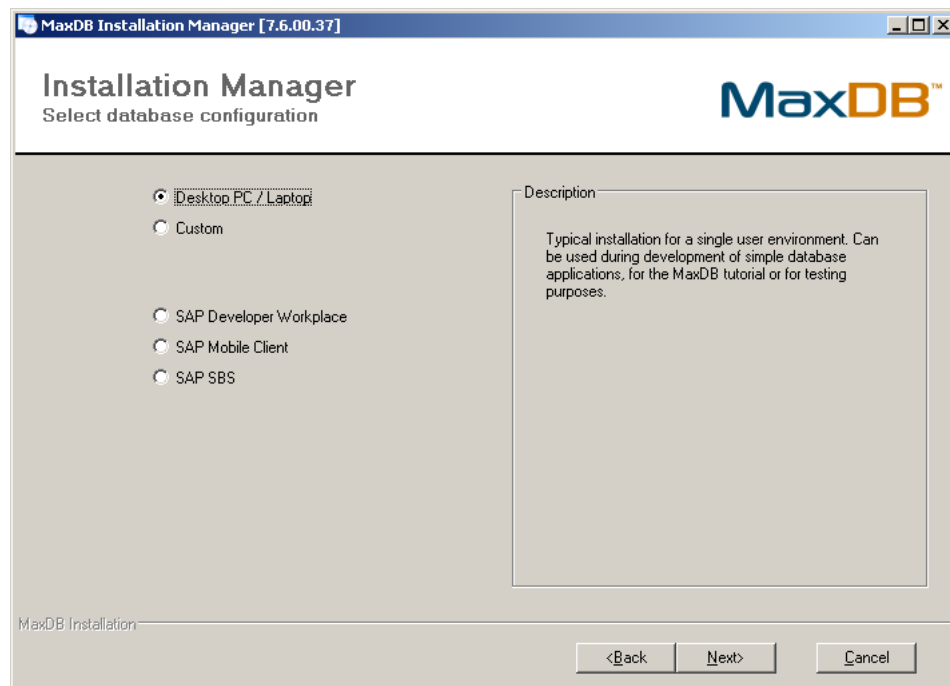 MaxDB Installation Manager [7.6.00.37]
Installation Manager
Select database configuration
MaxDB™
Desktop PC / Laptop
Custom
SAP Developer Workplace
SAP Mobile Client
SAP SBS
Description
Typical installation for a single user environment. Can
be used during development of simple database
applications, for the MaxDB tutorial or for testing
purposes.
MaxDB Installation
<Back
Next>
Cancel